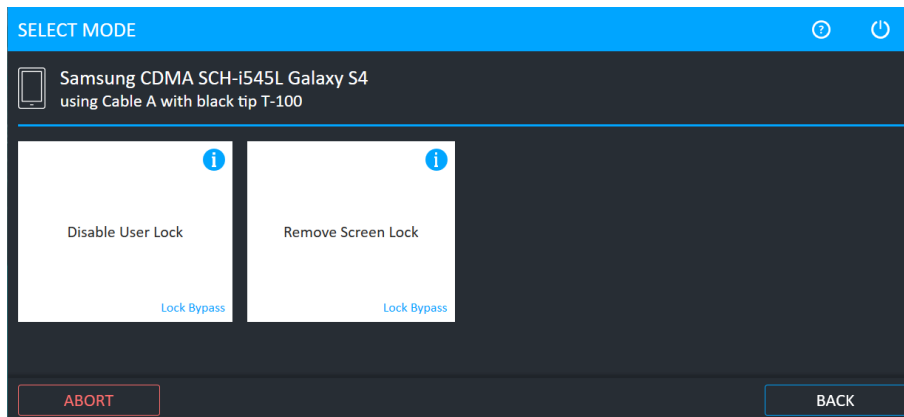 SELECT MODE
Samsung CDMA SCH-i545L Galaxy S4
using Cable A with black tip T-100
Disable User Lock
Lock Bypass
Remove Screen Lock
Lock Bypass
ABORT
BACK